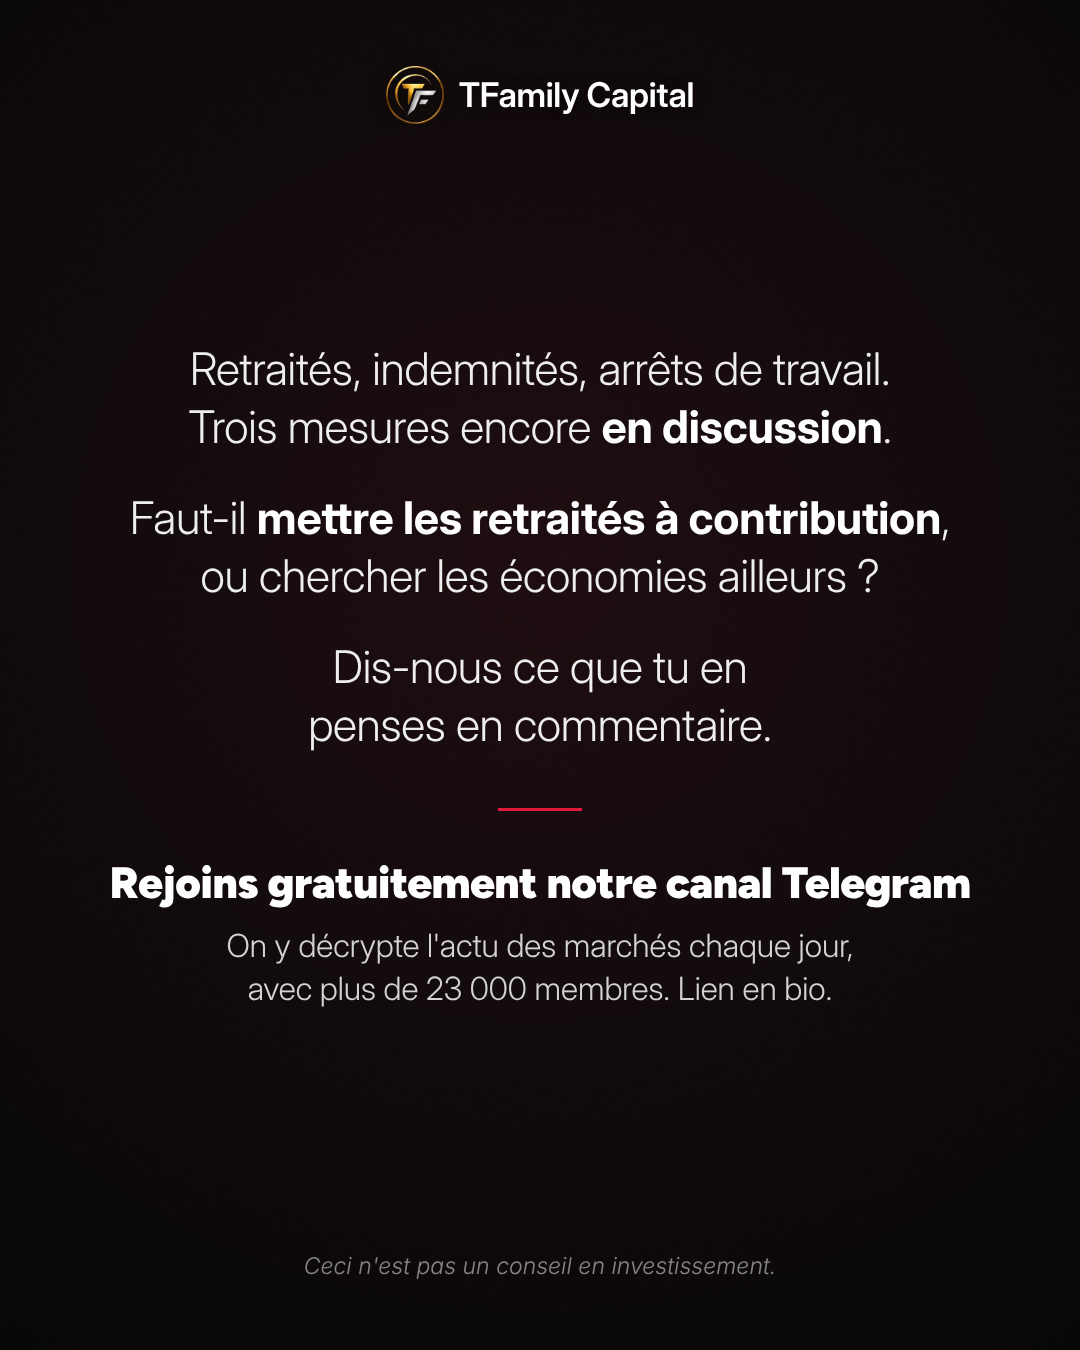 TF TFamily Capital
Retraités, indemnités, arrêts de travail.
Trois mesures encore en discussion.
Faut-il mettre les retraités à contribution,
ou chercher les économies ailleurs ?
Dis-nous ce que tu en
penses en commentaire.
Rejoins gratuitement notre canal Telegram
On y décrypte l'actu des marchés chaque jour,
avec plus de 23 000 membres. Lien en bio.
Ceci n'est pas un conseil en investissement.